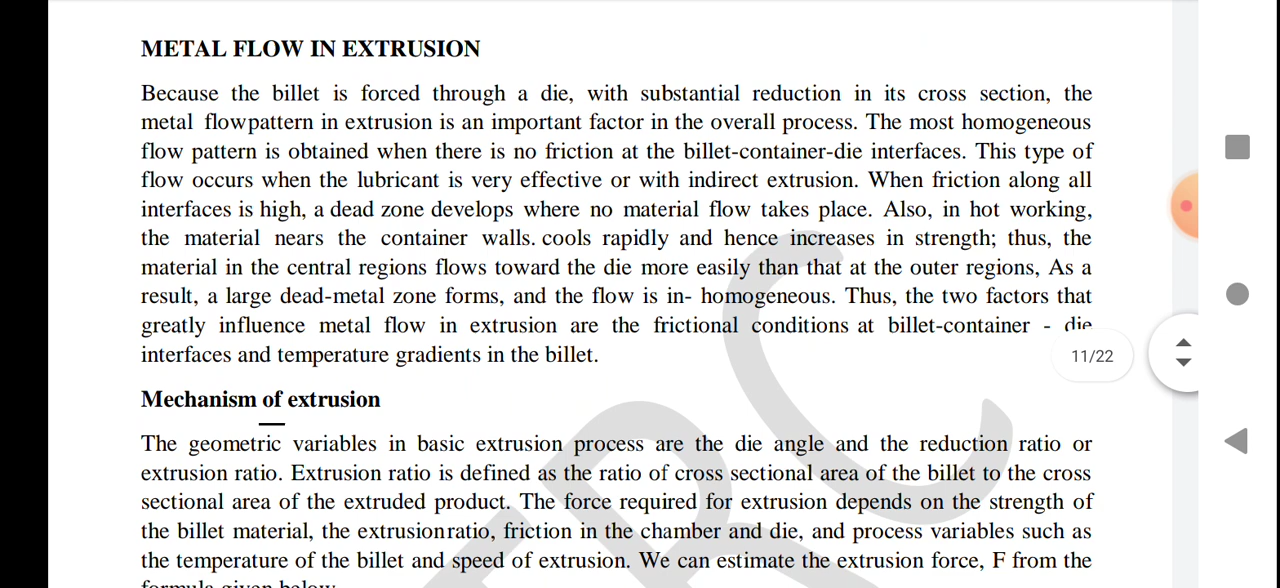 METAL FLOW IN EXTRUSION
Because the billet is forced through a die, with substantial reduction in its cross section, the
metal flowpattern in extrusion is an important factor in the overall process. The most homogeneous
flow pattern is obtained when there is no friction at the billet-container-die interfaces. This type of
flow occurs when the lubricant is very effective or with indirect extrusion. When friction along all
interfaces is high, a dead zone develops where no material flow takes place. Also, in hot working,
the material nears the container walls. cools rapidly and hence increases in strength; thus, the
material in the central regions flows toward the die more easily than that at the outer regions, As a
result, a large dead-metal zone forms, and the flow is in- homogeneous. Thus, the two factors that
greatly influence metal flow in extrusion are the frictional conditions at billet-container - die
interfaces and temperature gradients in the billet.
11/22
Mechanism of extrusion
The geometric variables in basic extrusion process are the die angle and the reduction ratio or
extrusion ratio. Extrusion ratio is defined as the ratio of cross sectional area of the billet to the cross
sectional area of the extruded product. The force required for extrusion depends on the strength of
the billet material, the extrusionratio, friction in the chamber and die, and process variables such as
the temperature of the billet and speed of extrusion. We can estimate the extrusion force, F from the
formula given below